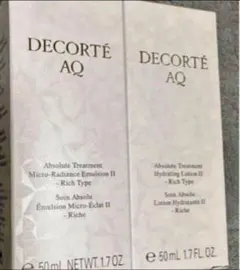 DECORTÉ
AQ
Absolute Treatment
Micro-Radiance Emulsion II
- Rich Type
Soin Absolu
Émulsion Micro-Éclat II
- Riche
℮ 50mL NET WT. 1.7 OZ.
DECORTÉ
AQ
Absolute Treatment
Hydrating Lotion II
- Rich Type
Soin Absolu
Lotion Hydratante II
- Riche
℮ 50mL 1.7 FL. OZ.